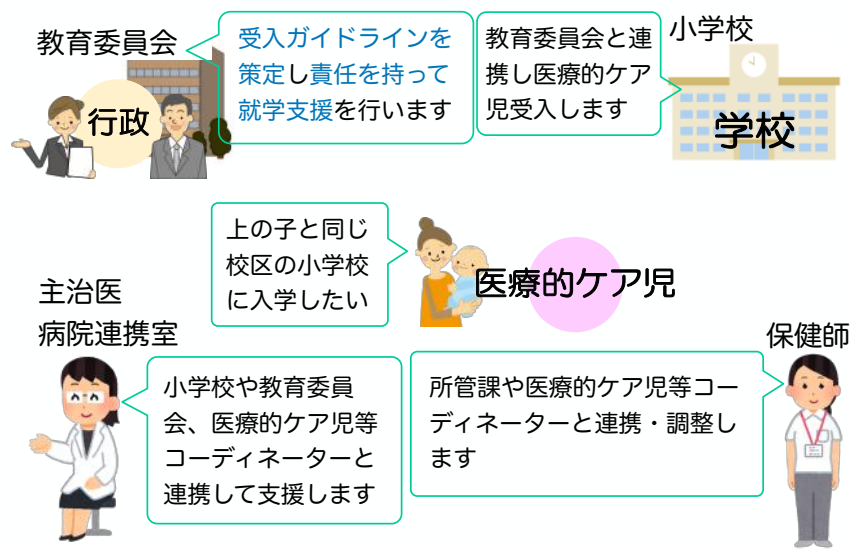 教育委員会
行政
受入ガイドラインを
策定し責任を持って
就学支援を行います
教育委員会と連
携し医療的ケア
児受入します
小学校
学校
上の子と同じ
校区の小学校
に入学したい
医療的ケア児
主治医
病院連携室
小学校や教育委員
会、医療的ケア児等
コーディネーターと
連携して支援します
所管課や医療的ケア児等コー
ディネーターと連携・調整し
ます
保健師